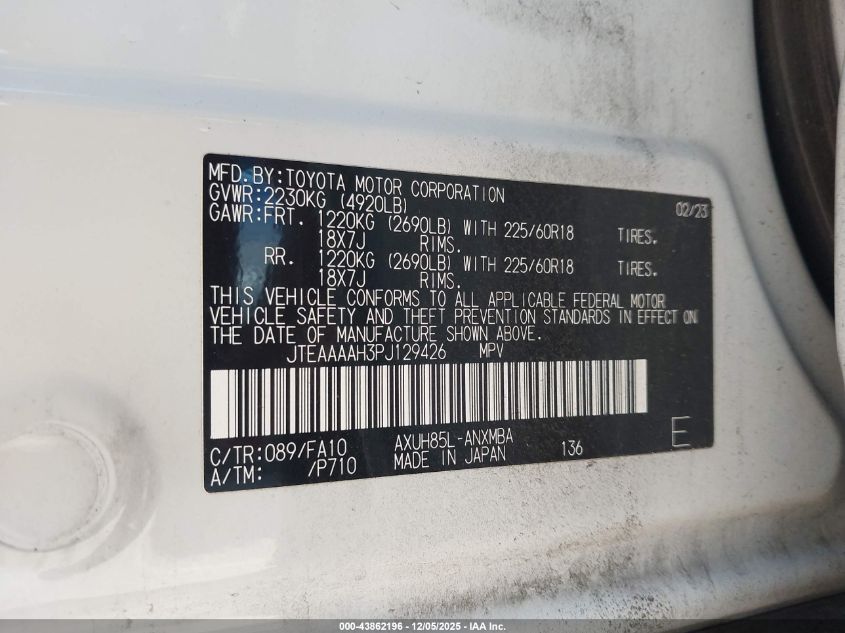 MFD.BY:TOYOTA MOTOR CORPORATION 02/23
GVWR:2230KG (4920LB)
GAWR:FRT. 1220KG (2690LB) WITH 225/60R18 TIRES.
18X7J RIMS.
RR. 1220KG (2690LB) WITH 225/60R18 TIRES.
18X7J RIMS.
THIS VEHICLE CONFORMS TO ALL APPLICABLE FEDERAL MOTOR
VEHICLE SAFETY AND THEFT PREVENTION STANDARDS IN EFFECT ON
THE DATE OF MANUFACTURE SHOWN ABOVE.
JTEAAAAH3PJ129426 MPV
C/TR:089/FA10 AXUH85L-ANXMBA
A/TM: /P710 MADE IN JAPAN 136 E
000-43862196 - 12/05/2025 - IAA Inc.